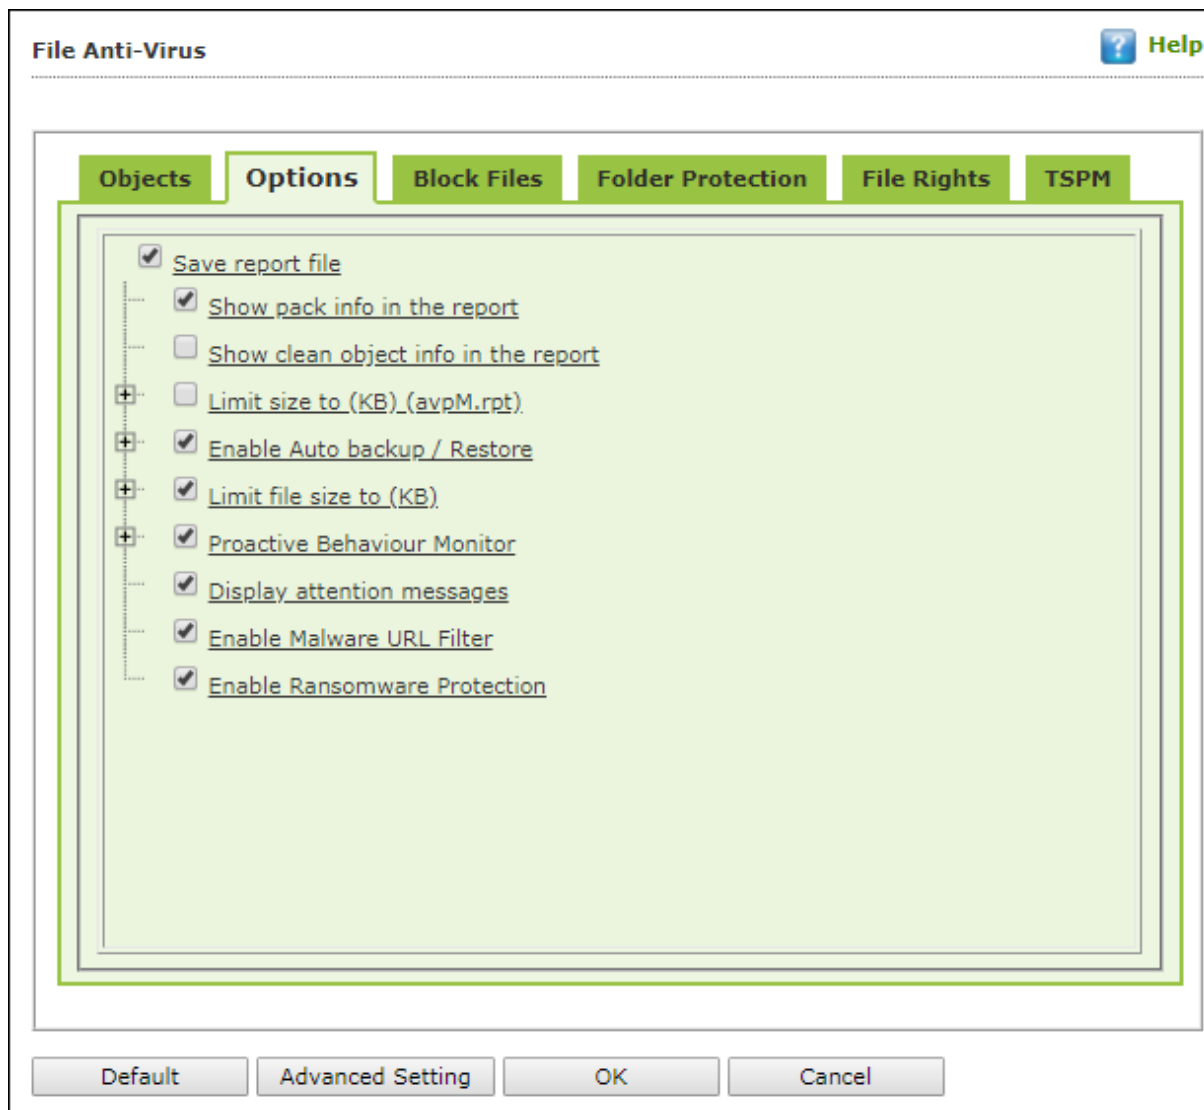 File Anti-Virus
Help
Objects Options Block Files Folder Protection File Rights TSPM
Save report file
Show pack info in the report
Show clean object info in the report
Limit size to (KB) (avpM.rpt)
Enable Auto backup / Restore
Limit file size to (KB)
Proactive Behaviour Monitor
Display attention messages
Enable Malware URL Filter
Enable Ransomware Protection
Default Advanced Setting OK Cancel